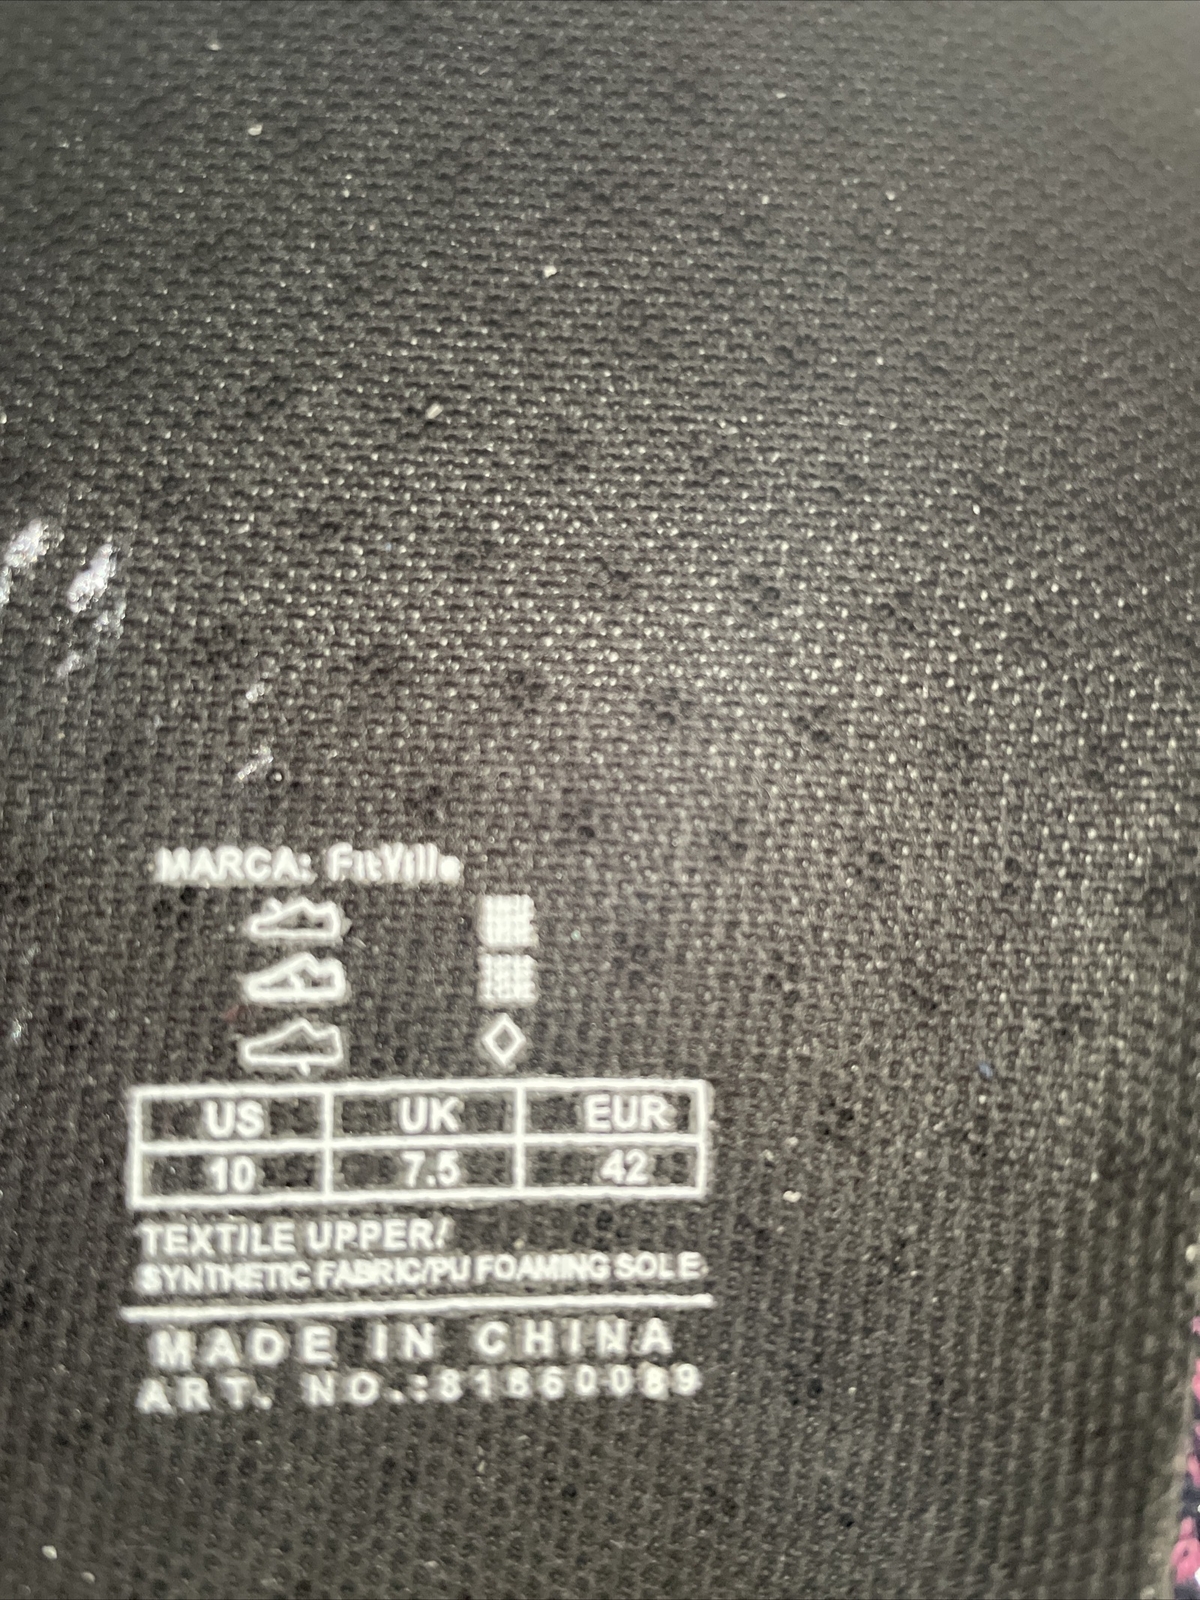 MARCA: FitVille
US UK EUR
10 7.5 42
TEXTILE UPPER/
SYNTHETIC FABRIC/PU FOAMING SOLE
MADE IN CHINA
ART. NO.:81860089